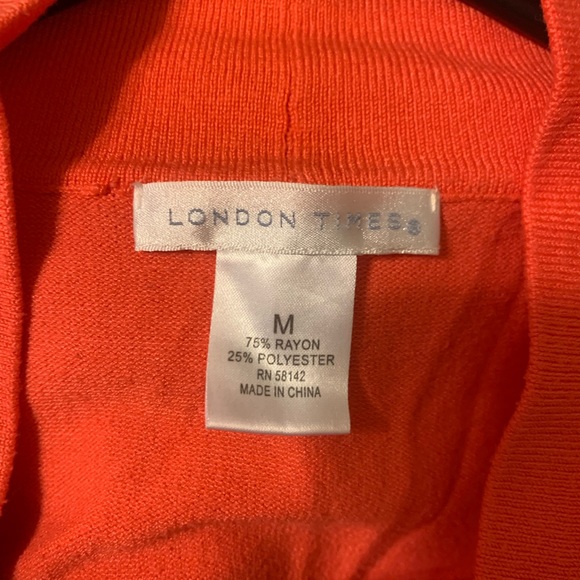 LONDON TIMES
M
75% RAYON
25% POLYESTER
RN 58142
MADE IN CHINA